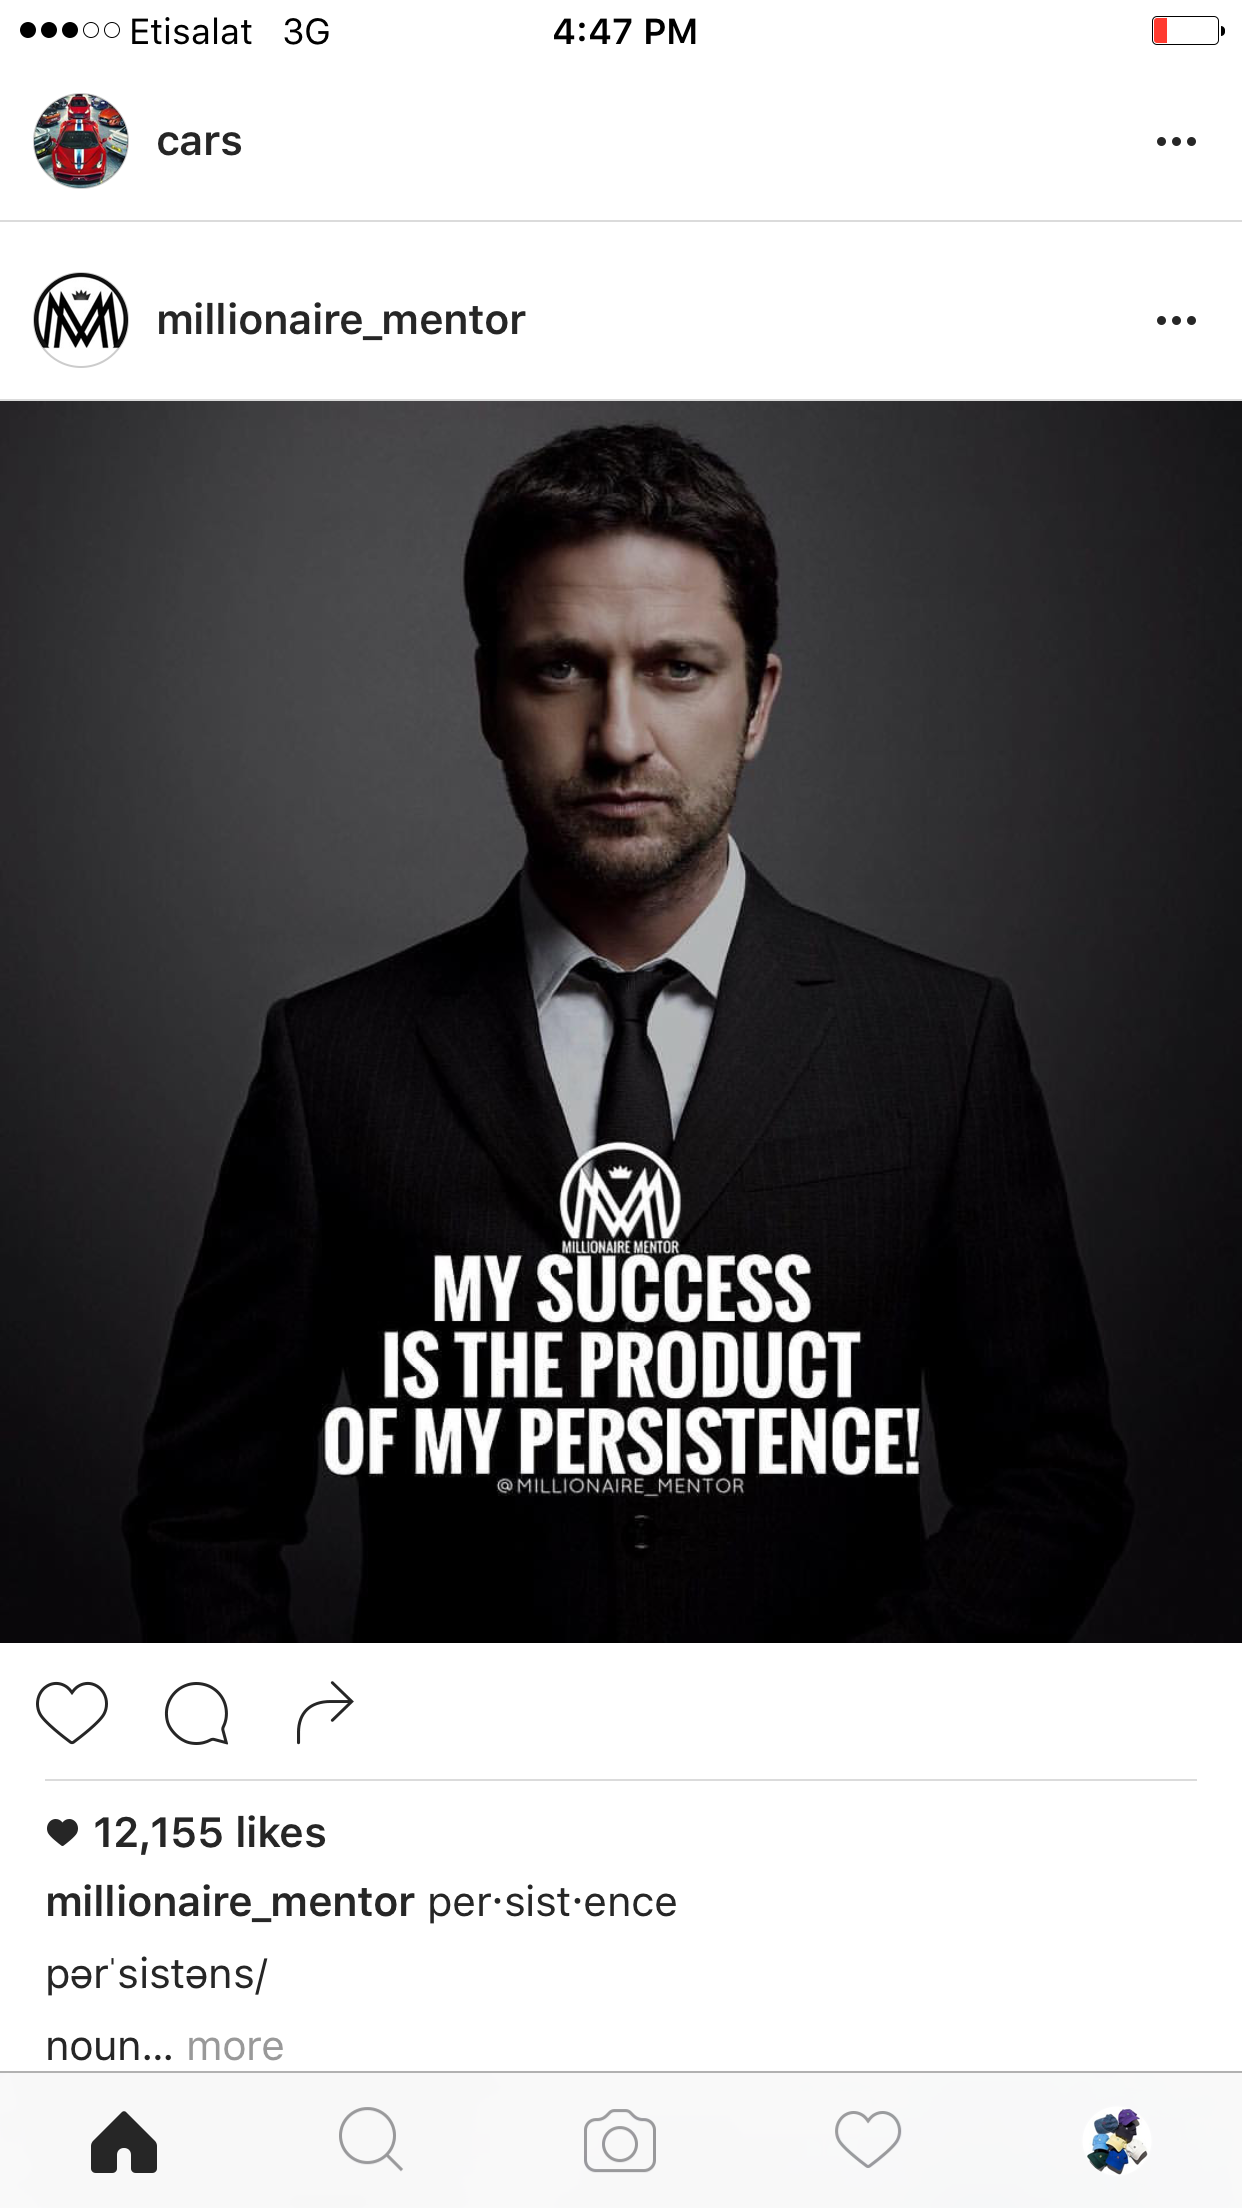 Etisalat 3G 4:47 PM
cars
millionaire_mentor
MILLIONAIRE MENTOR
MY SUCCESS
IS THE PRODUCT
OF MY PERSISTENCE!
@MILLIONAIRE_MENTOR
12,155 likes
millionaire_mentor per·sist·ence
pərˈsistəns/
noun... more